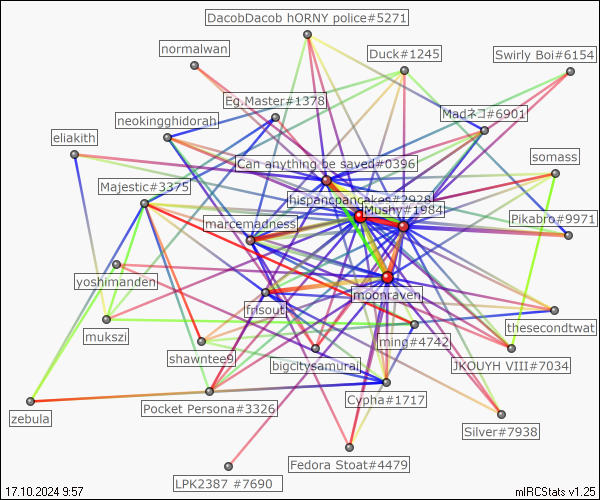 DacobDacob hORNY police#5271
normalwan
Duck#1245
Swirly Boi#6154
Eg.Master#1378
Madネコ#6901
neokingghidorah
eliakith
Can anything be saved#0396
somass
Majestic#3375
hispancpancakes#2928
Mushy#1984
marcemadness
Pikabro#9971
yoshimanden
moonraven
frisout
thesecondtwat
mukszi
ming#4742
shawntee9
bigcitysamurai
JKOUYH VIII#7034
Cypha#1717
zebula
Pocket Persona#3326
Silver#7938
Fedora Stoat#4479
LPK2387 #7690
17.10.2024 9:57
mIRCStats v1.25